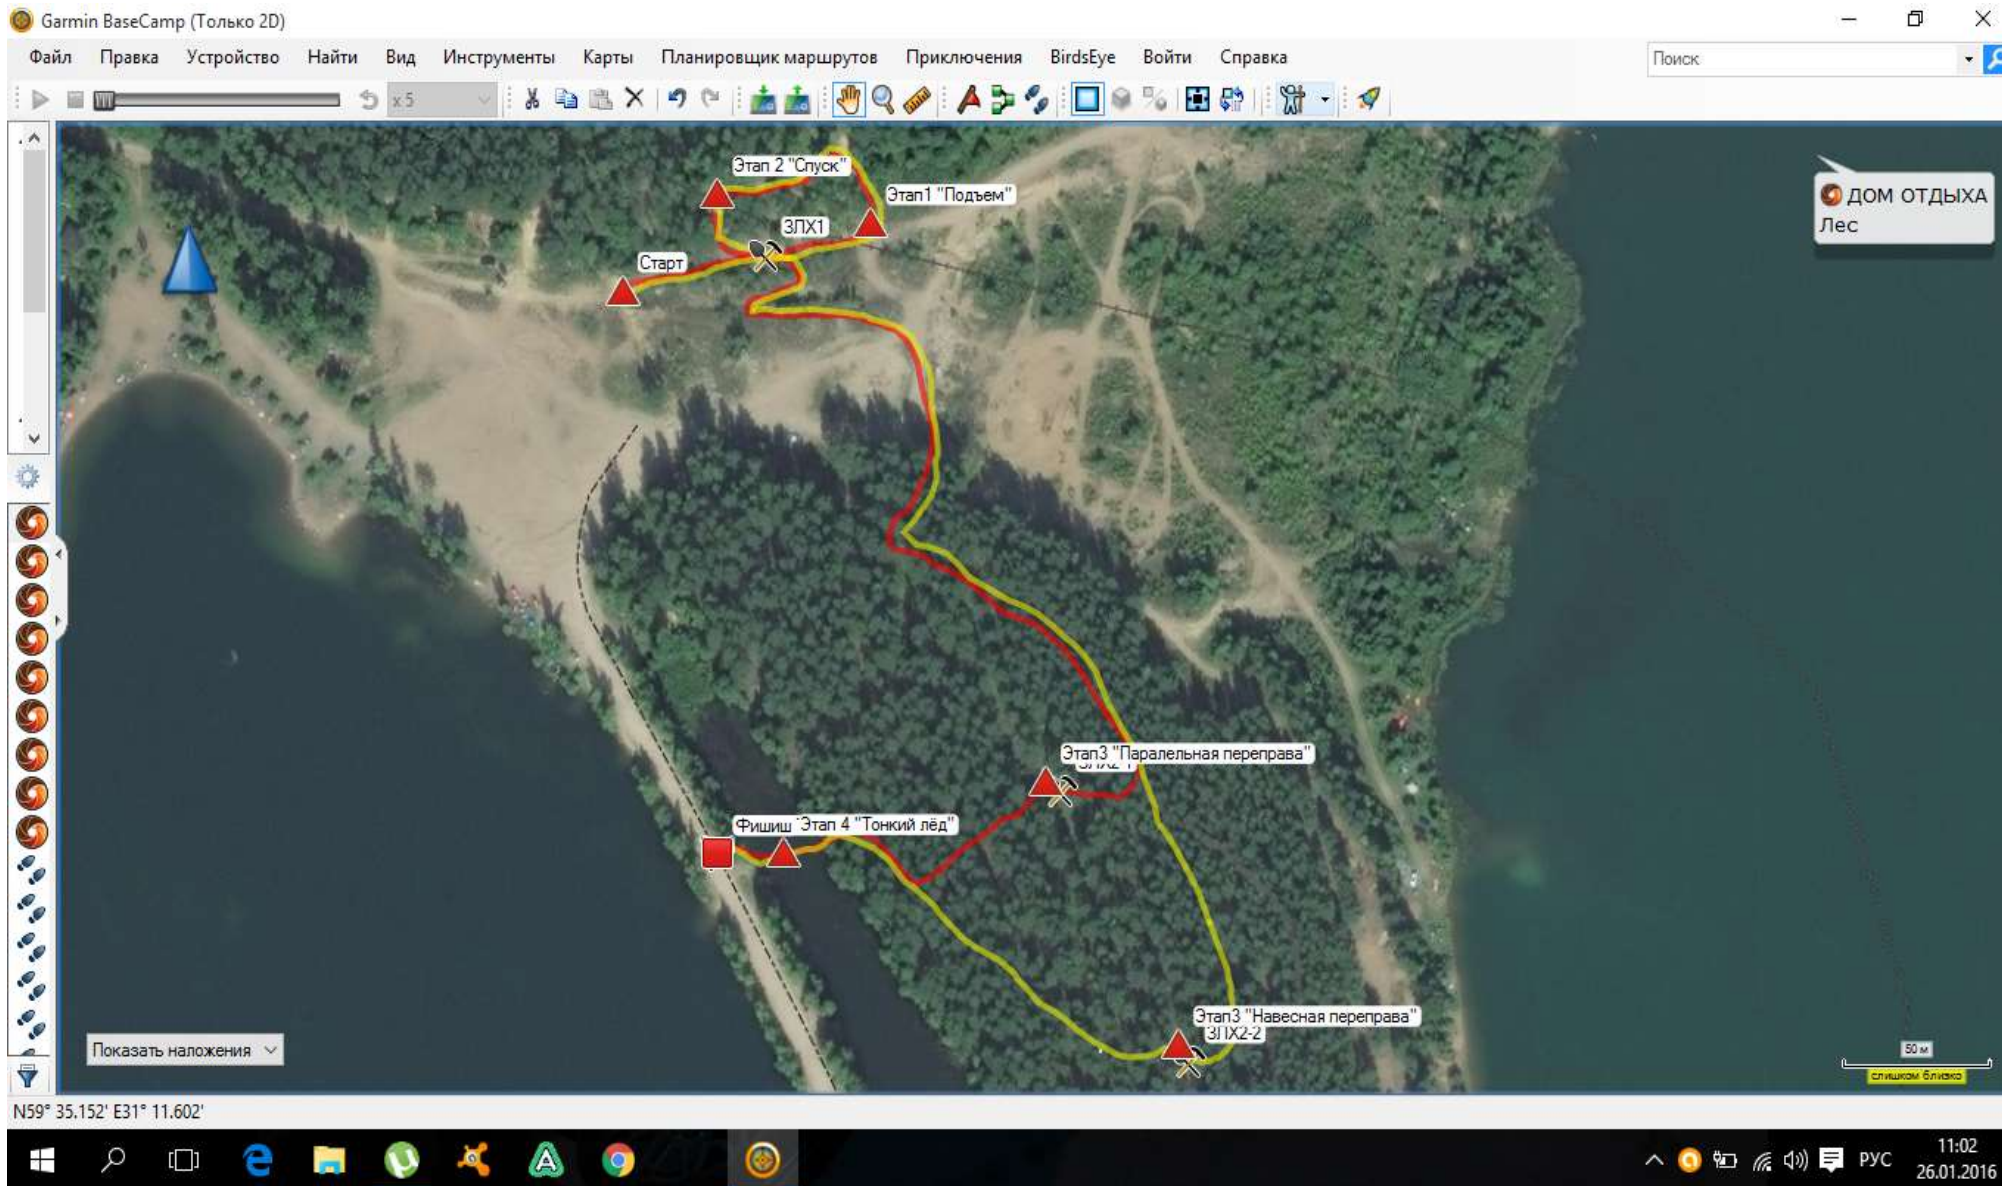 Garmin BaseCamp (Только 2D)
Файл Правка Устройство Найти Вид Инструменты Карты Планировщик маршрутов Приключения BirdsEye Войти Справка
Поиск
x 5
Этап 2 "Спуск"
Этап1 "Подъем"
ЗЛХ1
Старт
ДОМ ОТДЫХА
Лес
Этап3 "Паралельная переправа"
Фишиш Этап 4 "Тонкий лёд"
Этап3 "Навесная переправа"
ЗЛХ2-2
Показать наложения
50 м
слишком близко
N59° 35.152' E31° 11.602'
РУС
11:02
26.01.2016